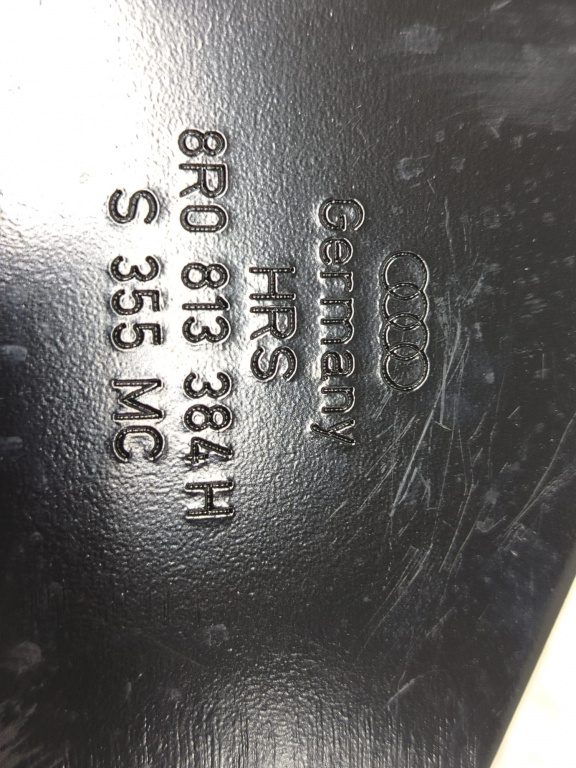 Germany
HRS
8R0 813 384 H
S 355 MC